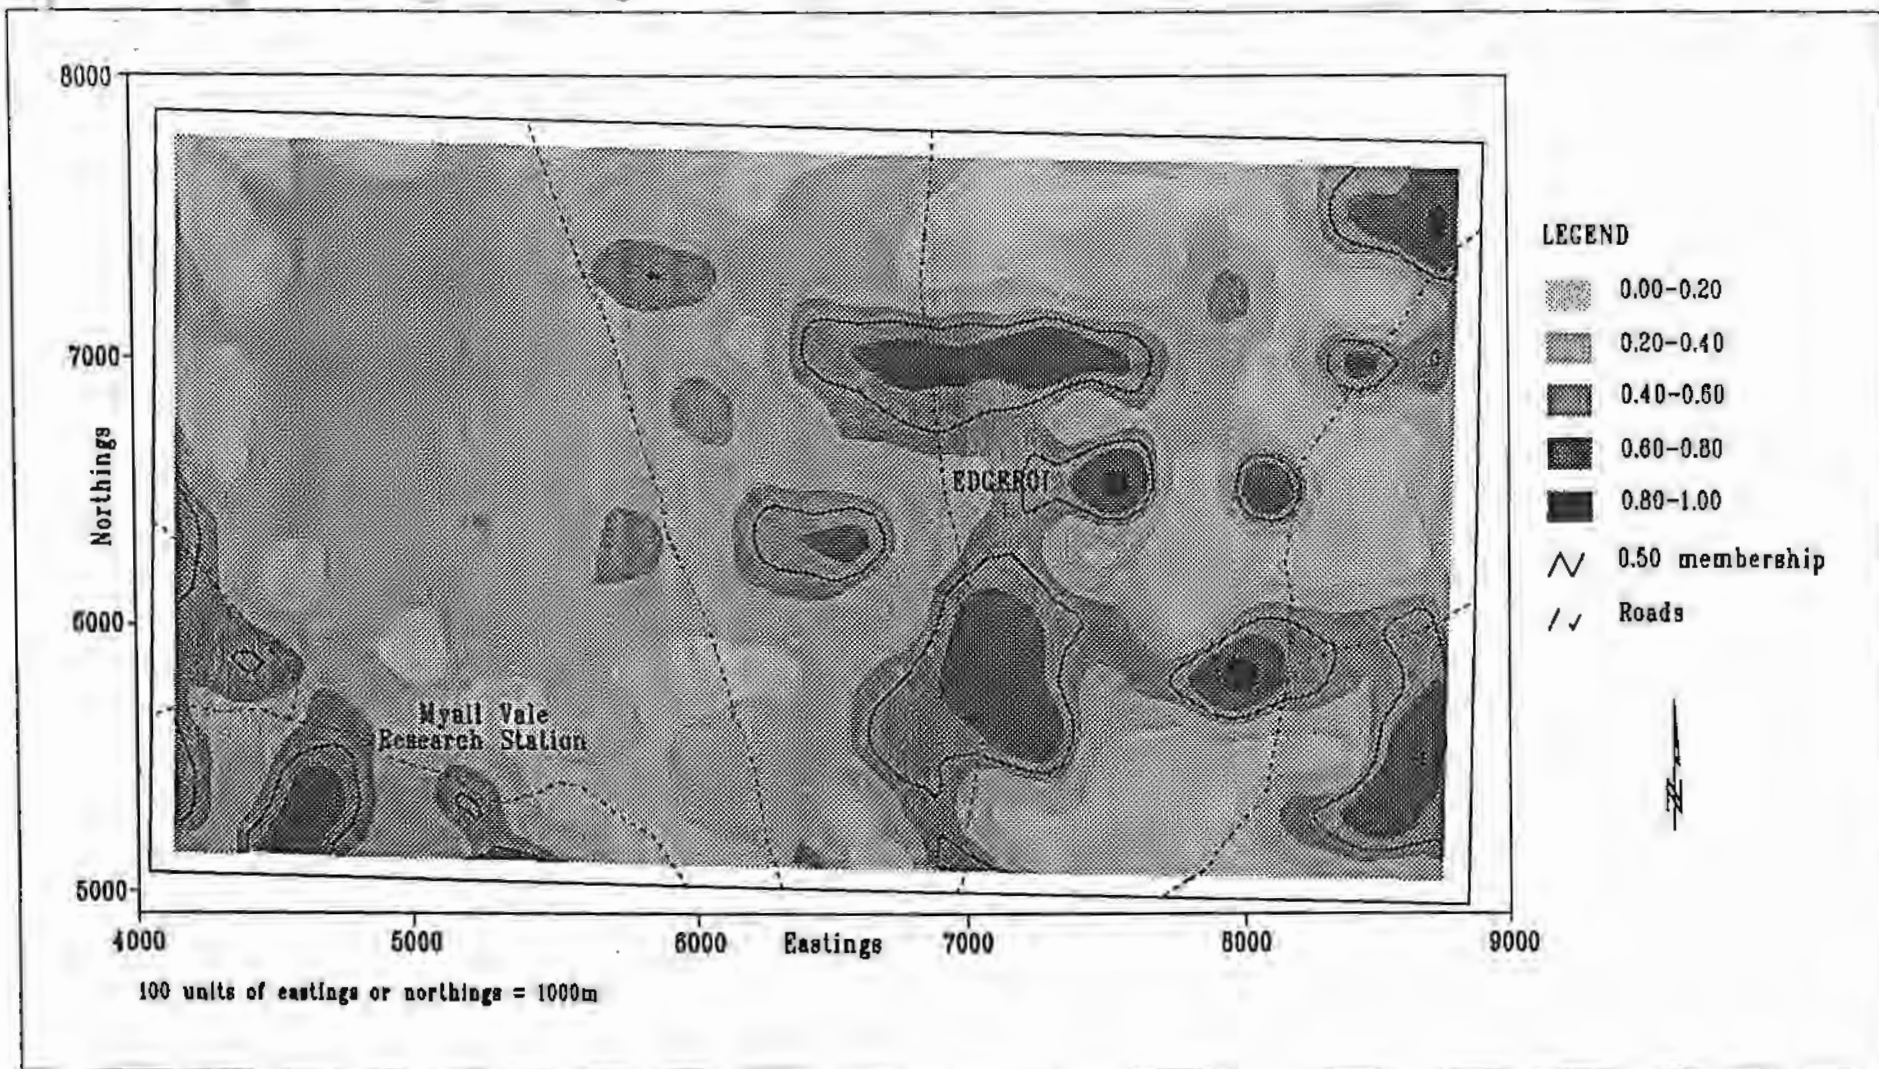 8000
7000
6000
5000
Northings
4000
5000
6000
Eastings
7000
8000
9000
EDGEROI
Myall Vale
Research Station
LEGEND
0.00-0.20
0.20-0.40
0.40-0.60
0.60-0.80
0.80-1.00
0.50 membership
Roads
100 units of eastings or northings = 1000m